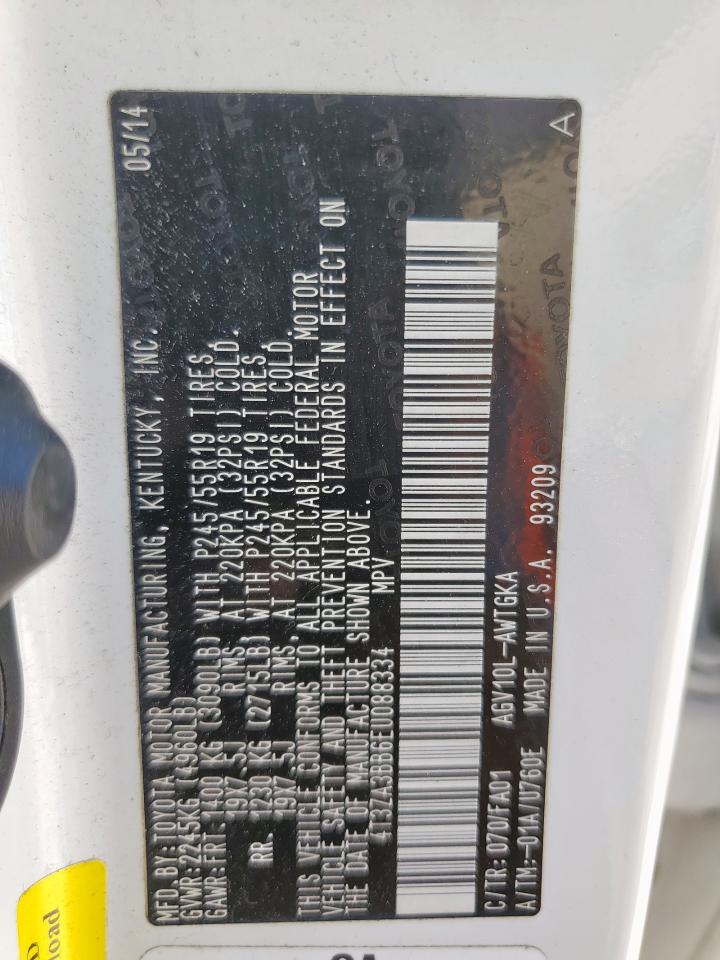 MFD.BY:TOYOTA MOTOR MANUFACTURING, KENTUCKY, INC. 05/14
GVWR:2245KG (4960LB)
GAWR:FRT 1400 KG (3090LB) WITH P245/55R19 TIRES
19X7.5J RIMS AT 220KPA (32PSI) COLD.
RR. 1230 KG (2715LB) WITH P245/55R19 TIRES
19X7.5J RIMS AT 220KPA (32PSI) COLD.
THIS VEHICLE CONFORMS TO ALL APPLICABLE FEDERAL MOTOR
VEHICLE SAFETY AND THEFT PREVENTION STANDARDS IN EFFECT ON
THE DATE OF MANUFACTURE SHOWN ABOVE.
4T3ZA3BB6EU088334 MPV
C/TR:070/FA01 AGV10L-AWTGKA
A/TM:-01A/U760E MADE IN U.S.A. 93209
A
TOYOTA
oad